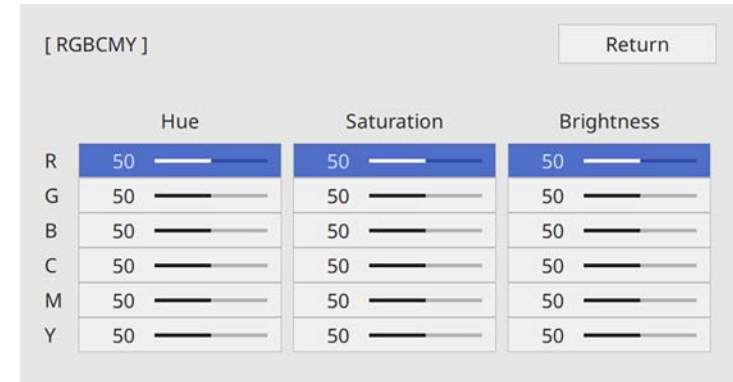 [ RGBCMY ] Return
Hue Saturation Brightness
R 50 50 50
G 50 50 50
B 50 50 50
C 50 50 50
M 50 50 50
Y 50 50 50